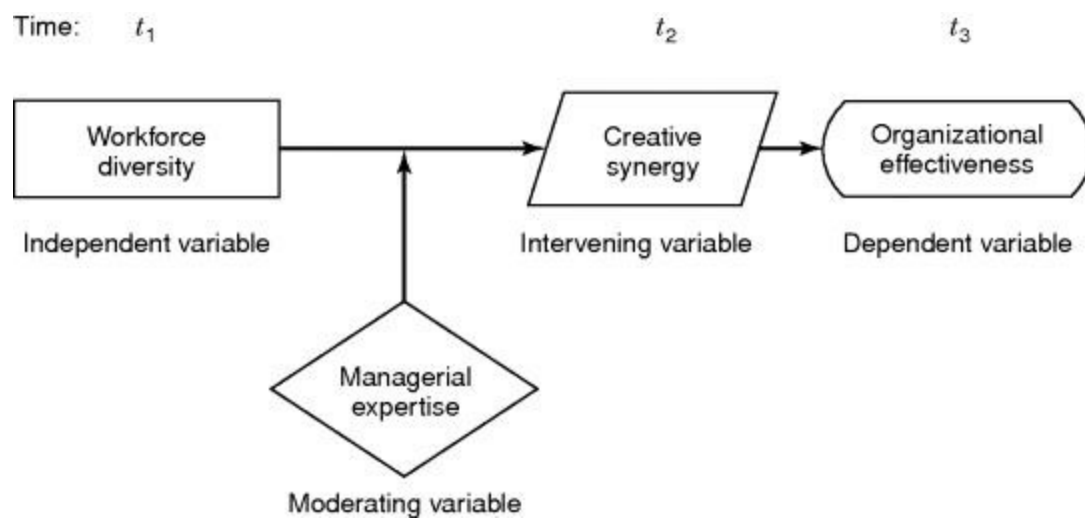 Time: t1 t2 t3
Workforce
diversity
Creative
synergy
Organizational
effectiveness
Independent variable
Intervening variable
Dependent variable
Managerial
expertise
Moderating variable